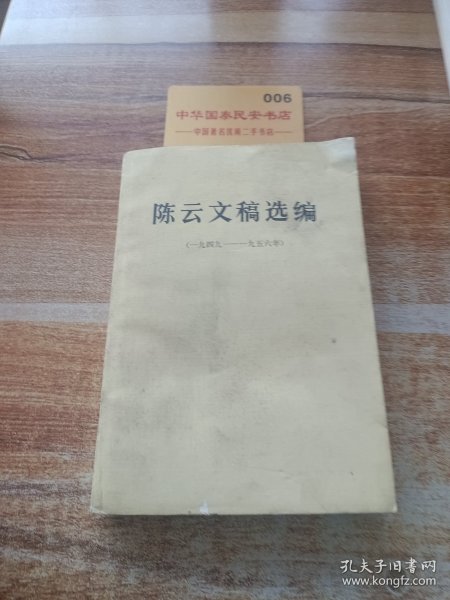 006
中华国泰民安书店
——中国著名民间二手书店——
陈云文稿选编
（一九四九——一九五六年）
孔夫子旧书网
www.kongfz.com